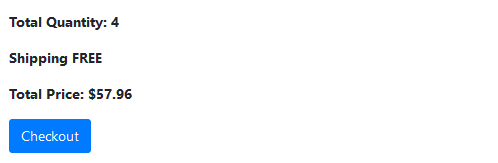 Total Quantity: 4
Shipping FREE
Total Price: $57.96
Checkout